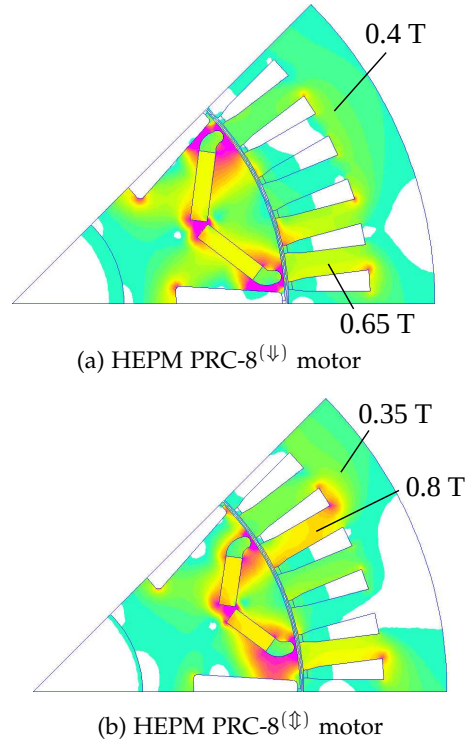 0.4 T
0.65 T
(a) HEPM PRC-8(⇓) motor
0.35 T
0.8 T
(b) HEPM PRC-8(⇕) motor